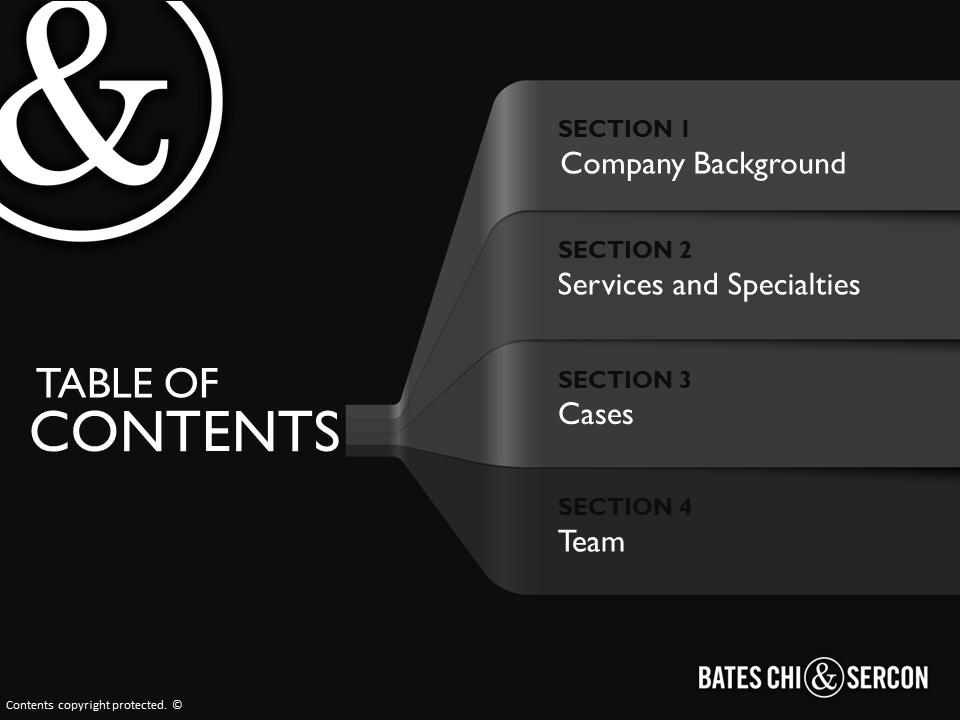 &
SECTION 1
Company Background
SECTION 2
Services and Specialties
TABLE OF
CONTENTS
SECTION 3
Cases
SECTION 4
Team
BATES CHI & SERCON
Contents copyright protected. ©